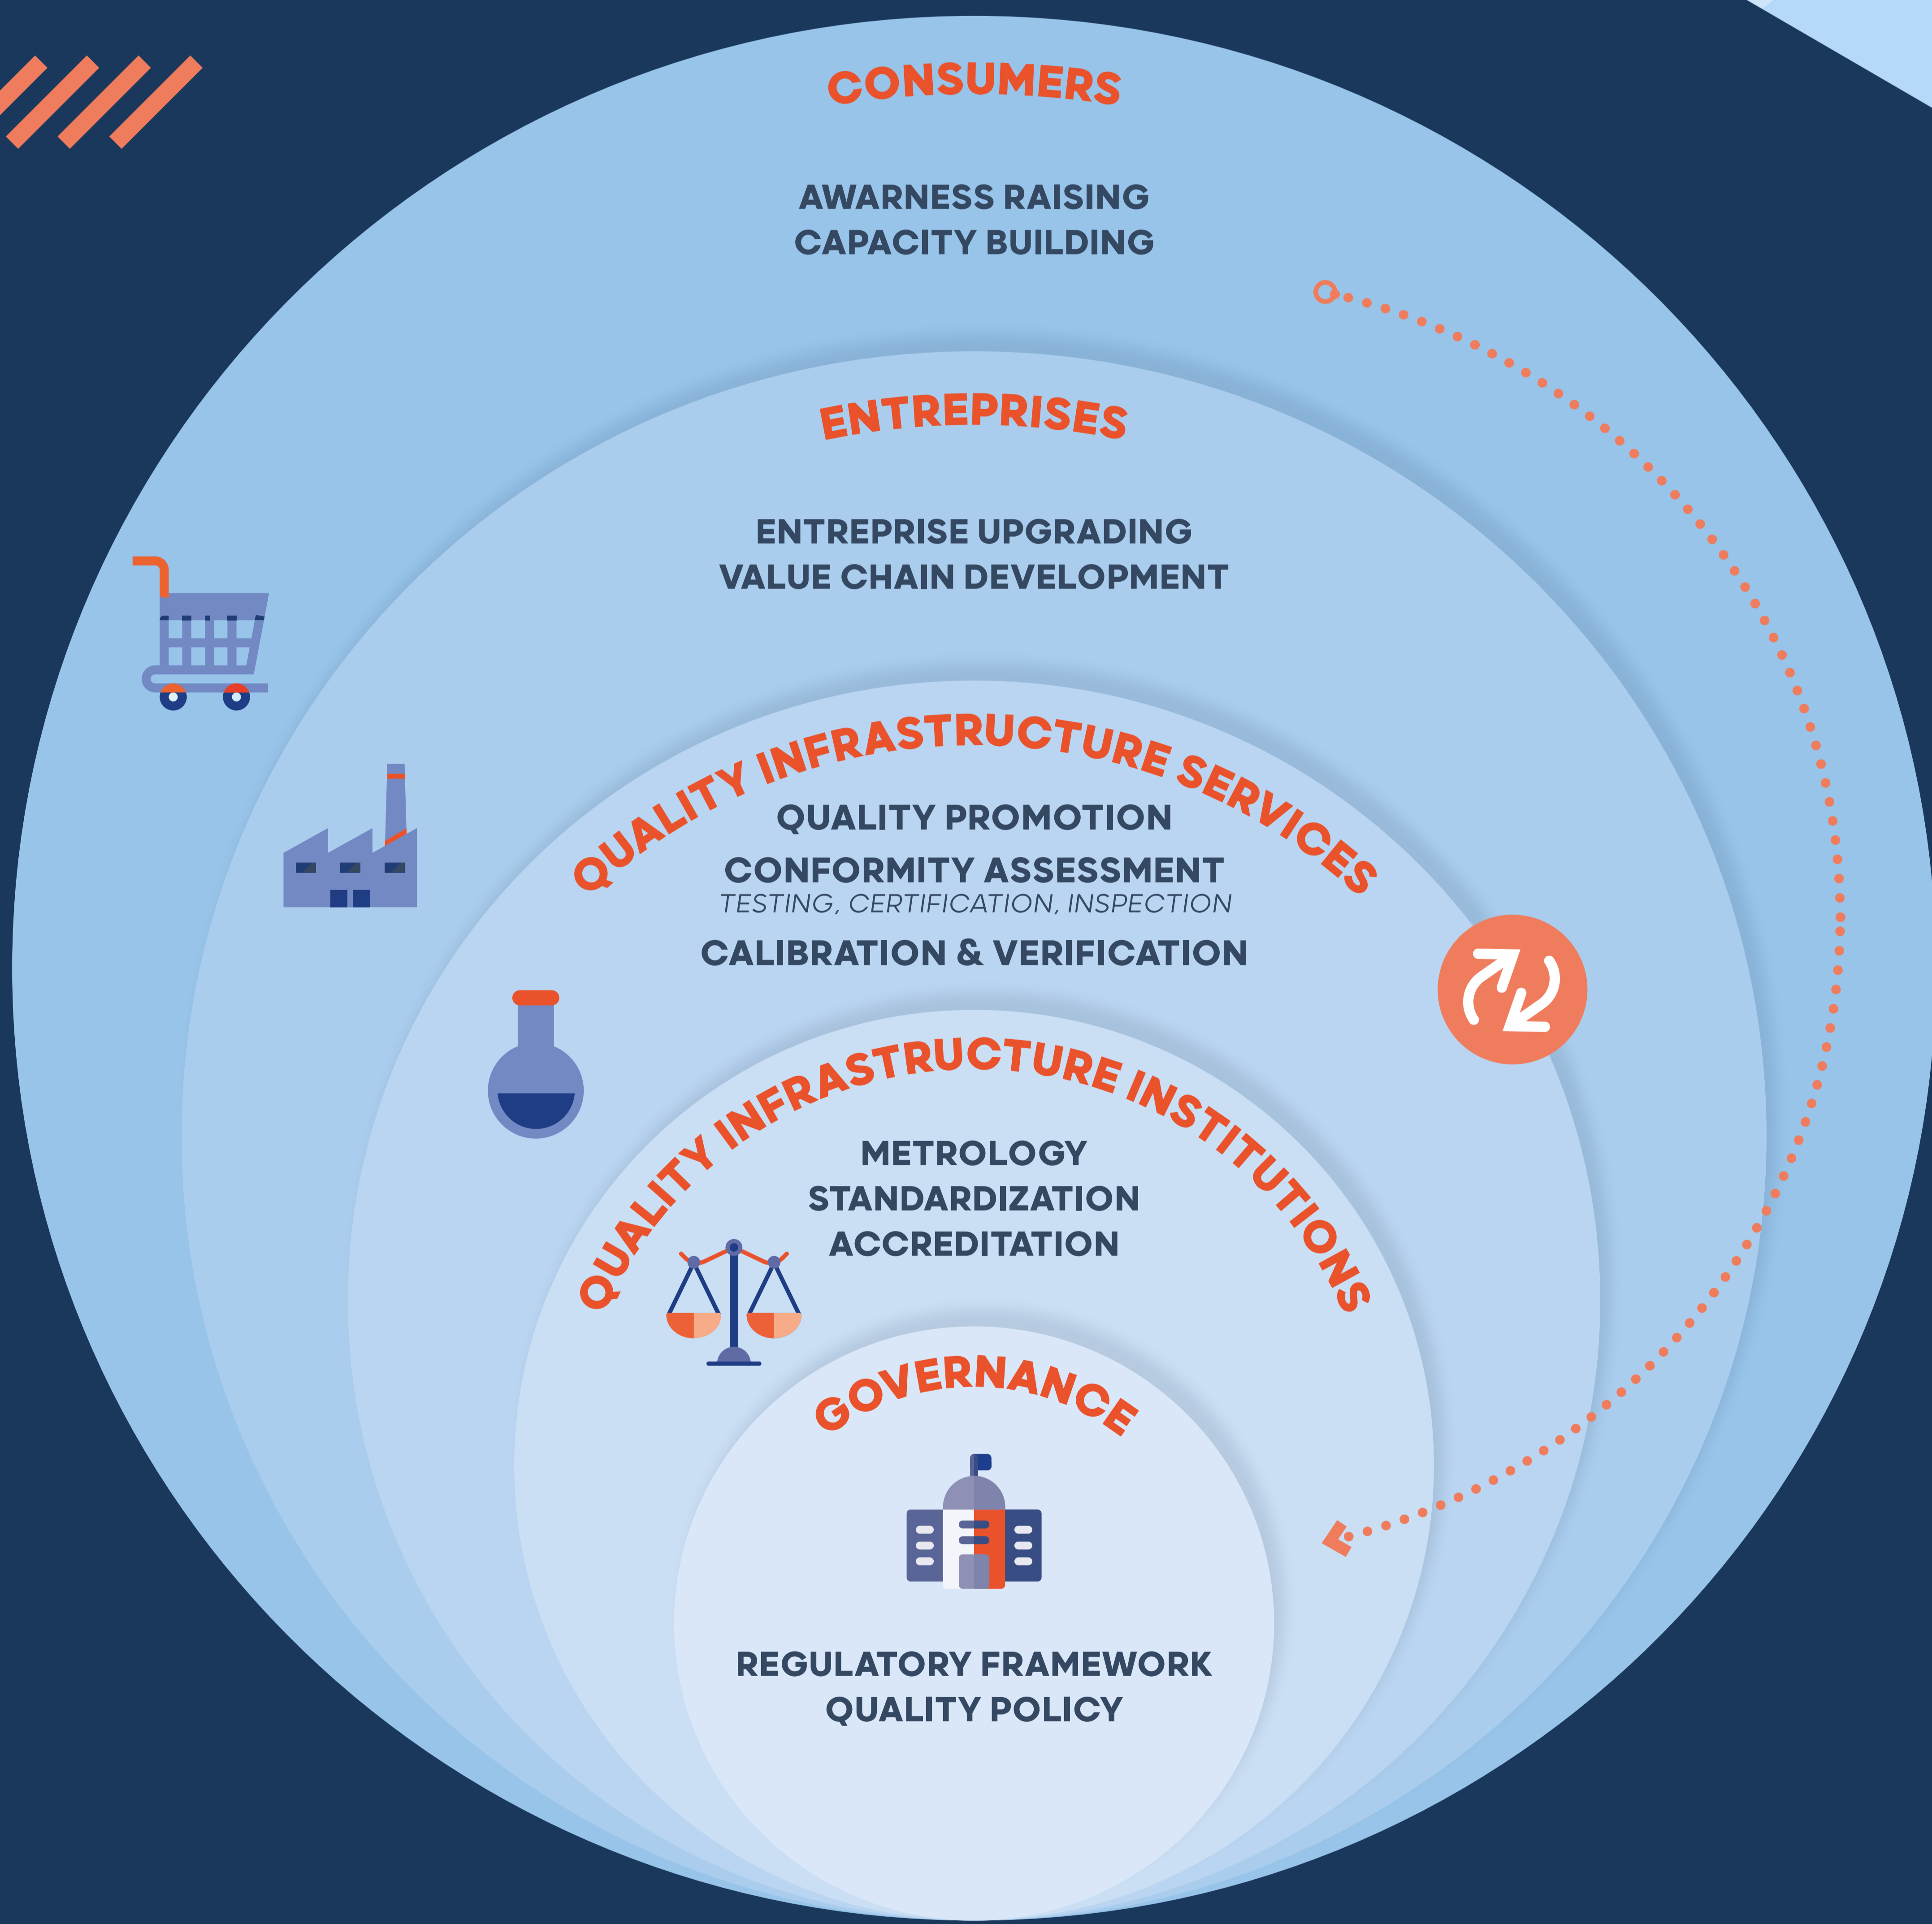 CONSUMERS
AWARNESS RAISING
CAPACITY BUILDING
ENTREPRISES
ENTREPRISE UPGRADING
VALUE CHAIN DEVELOPMENT
QUALITY INFRASTRUCTURE SERVICES
QUALITY PROMOTION
CONFORMITY ASSESSMENT
TESTING, CERTIFICATION, INSPECTION
CALIBRATION & VERIFICATION
QUALITY INFRASTRUCTURE INSTITUTIONS
METROLOGY
STANDARDIZATION
ACCREDITATION
GOVERNANCE
REGULATORY FRAMEWORK
QUALITY POLICY